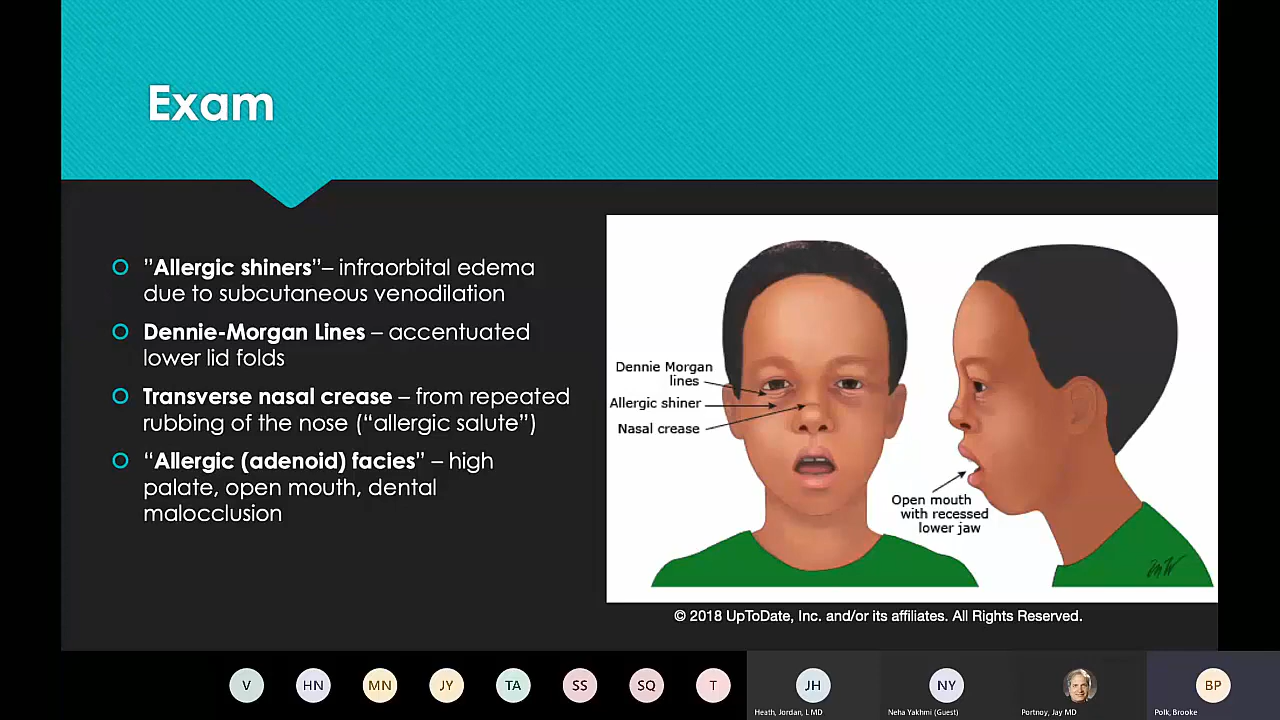 Exam
”Allergic shiners”– infraorbital edema
due to subcutaneous venodilation
Dennie-Morgan Lines – accentuated
lower lid folds
Transverse nasal crease – from repeated
rubbing of the nose (“allergic salute”)
“Allergic (adenoid) facies” – high
palate, open mouth, dental
malocclusion
Dennie Morgan
lines
Allergic shiner
Nasal crease
Open mouth
with recessed
lower jaw
© 2018 UpToDate, Inc. and/or its affiliates. All Rights Reserved.
V
HN
MN
JY
TA
SS
SQ
T
JH
NY
BP
Heath, Jordan, L MD
Neha Yakhmi (Guest)
Portnoy, Jay MD
Polk, Brooke